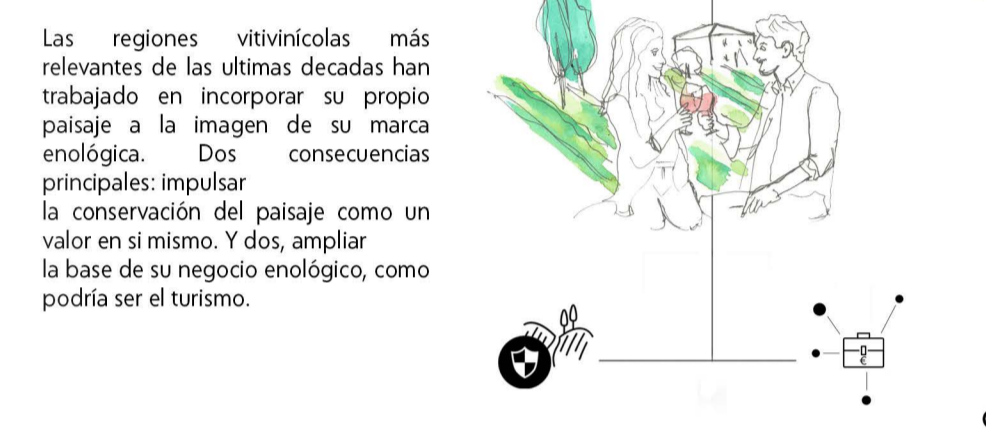 Las regiones vitivinícolas más
relevantes de las ultimas decadas han
trabajado en incorporar su propio
paisaje a la imagen de su marca
enológica. Dos consecuencias
principales: impulsar
la conservación del paisaje como un
valor en si mismo. Y dos, ampliar
la base de su negocio enológico, como
podría ser el turismo.
€